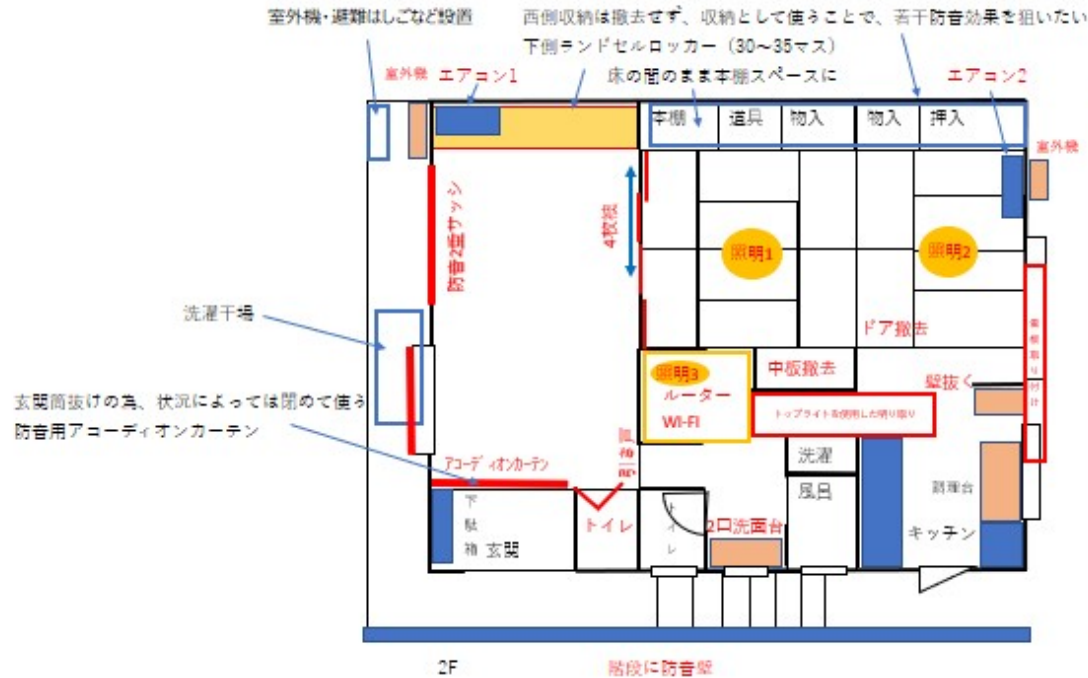 室外機・避難はしごなど設置
西側収納は撤去せず、収納として使うことで、若干防音効果を狙いたい
下側ランドセルロッカー（30～35マス）
床の間のまま本棚スペースに
室外機
エアコン1
エアコン2
本棚
道具
物入
物入
押入
室外機
防音2重サッシ
4枚襖
照明1
照明2
洗濯干場
ドア撤去
照明3
ルーター
WI-FI
中板撤去
壁抜く
トップライトを使用した明り取り
玄関筒抜けの為、状況によっては閉めて使う
防音用アコーディオンカーテン
アコーディオンカーテン
引き戸
洗濯
風呂
調理台
下駄箱
玄関
トイレ
トイレ
2口洗面台
キッチン
2F
階段に防音壁